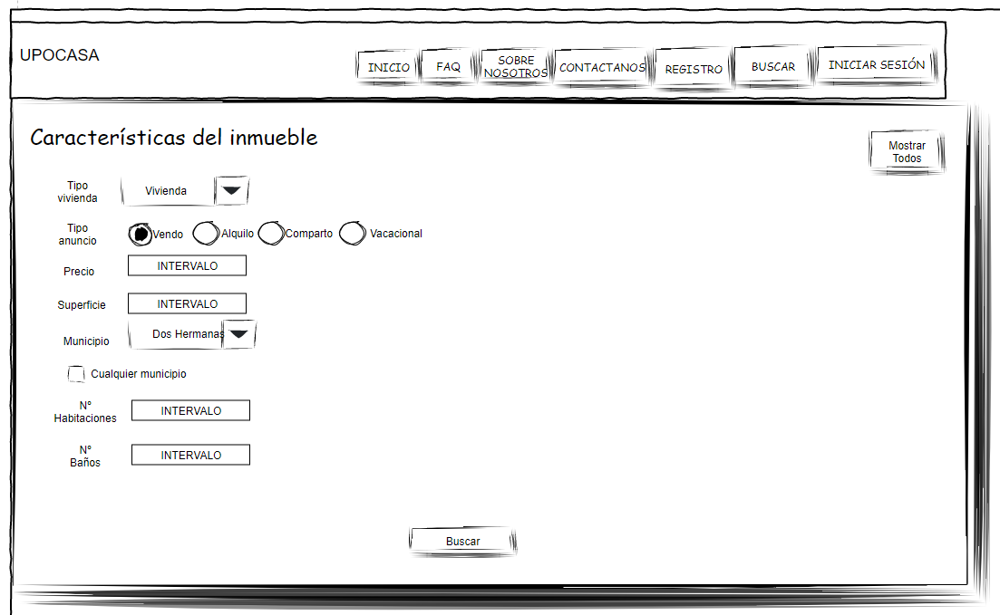 UPOCASA
INICIO
FAQ
SOBRE
NOSOTROS
CONTACTANOS
REGISTRO
BUSCAR
INICIAR SESIÓN
Características del inmueble
Mostrar
Todos
Tipo
vivienda
Vivienda
Tipo
anuncio
Vendo
Alquilo
Comparto
Vacacional
Precio
INTERVALO
Superficie
INTERVALO
Municipio
Dos Hermanas
Cualquier municipio
Nº
Habitaciones
INTERVALO
Nº
Baños
INTERVALO
Buscar